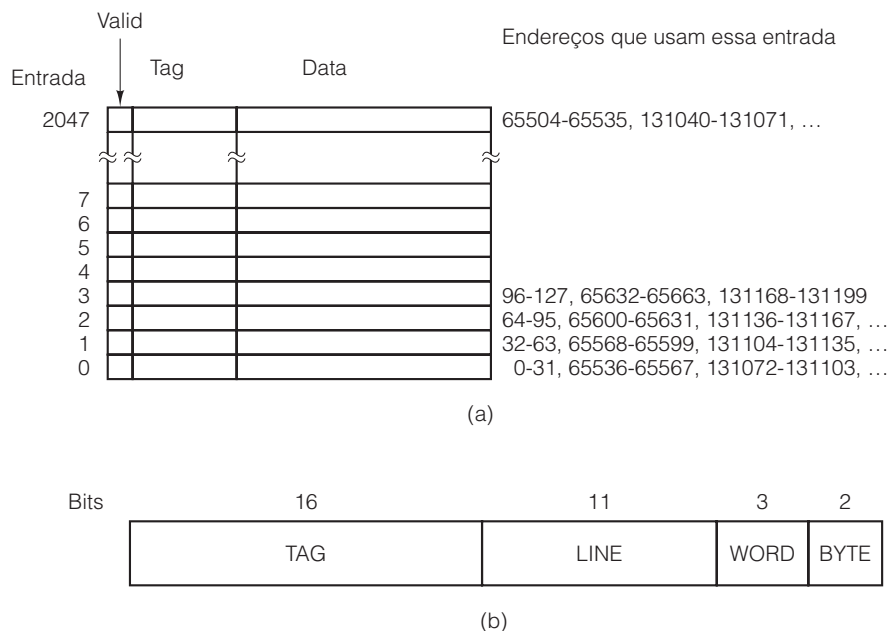 Valid
Endereços que usam essa entrada
Entrada
Tag
Data
2047
65504-65535, 131040-131071, …
7
6
5
4
3
96-127, 65632-65663, 131168-131199
2
64-95, 65600-65631, 131136-131167, …
1
32-63, 65568-65599, 131104-131135, …
0
0-31, 65536-65567, 131072-131103, …
(a)
Bits
16
11
3
2
TAG
LINE
WORD
BYTE
(b)